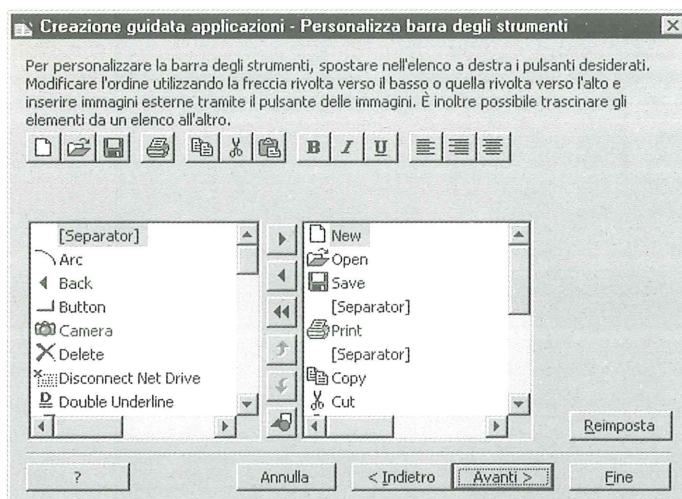 Creazione guidata applicazioni - Personalizza barra degli strumenti
Per personalizzare la barra degli strumenti, spostare nell'elenco a destra i pulsanti desiderati.
Modificare l'ordine utilizzando la freccia rivolta verso il basso o quella rivolta verso l'alto e
inserire immagini esterne tramite il pulsante delle immagini. È inoltre possibile trascinare gli
elementi da un elenco all'altro.
B I U
[Separator]
Arc
Back
Button
Camera
Delete
Disconnect Net Drive
D Double Underline
New
Open
Save
[Separator]
Print
[Separator]
Copy
Cut
Reimposta
?
Annulla
< Indietro
Avanti >
Fine